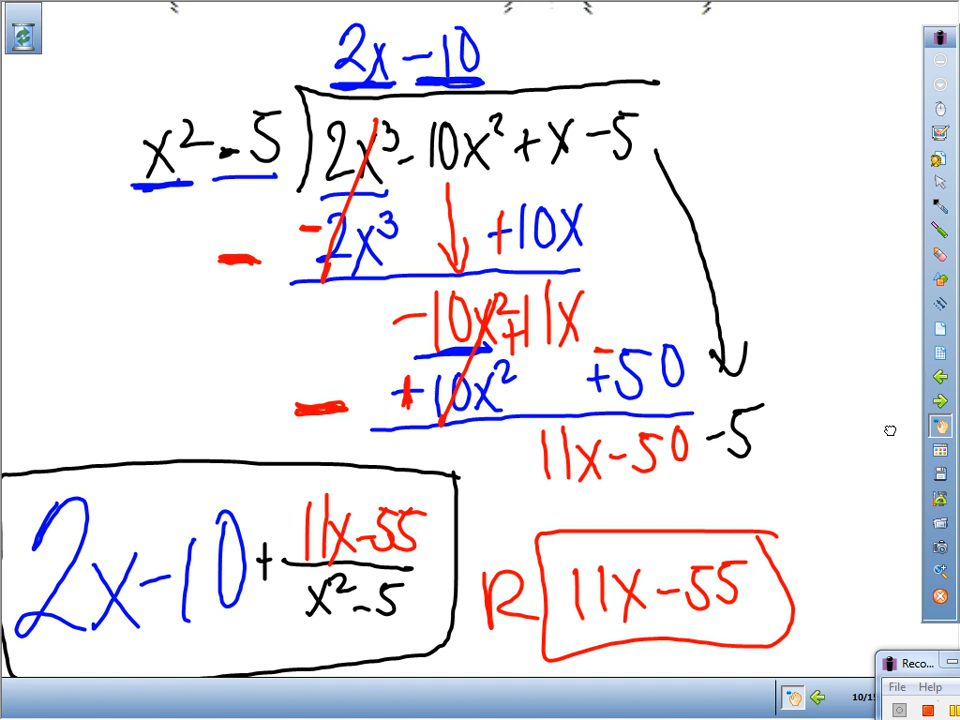 2x - 10
x² - 5 2x³ - 10x² + x - 5
- 2x³ + 10x
-
- 10x² + 11x
+ 10x² + - 50
-
11x - 50 - 5
2x - 10 + 11x - 55
x² - 5
R 11x - 55
Reco...
File Help